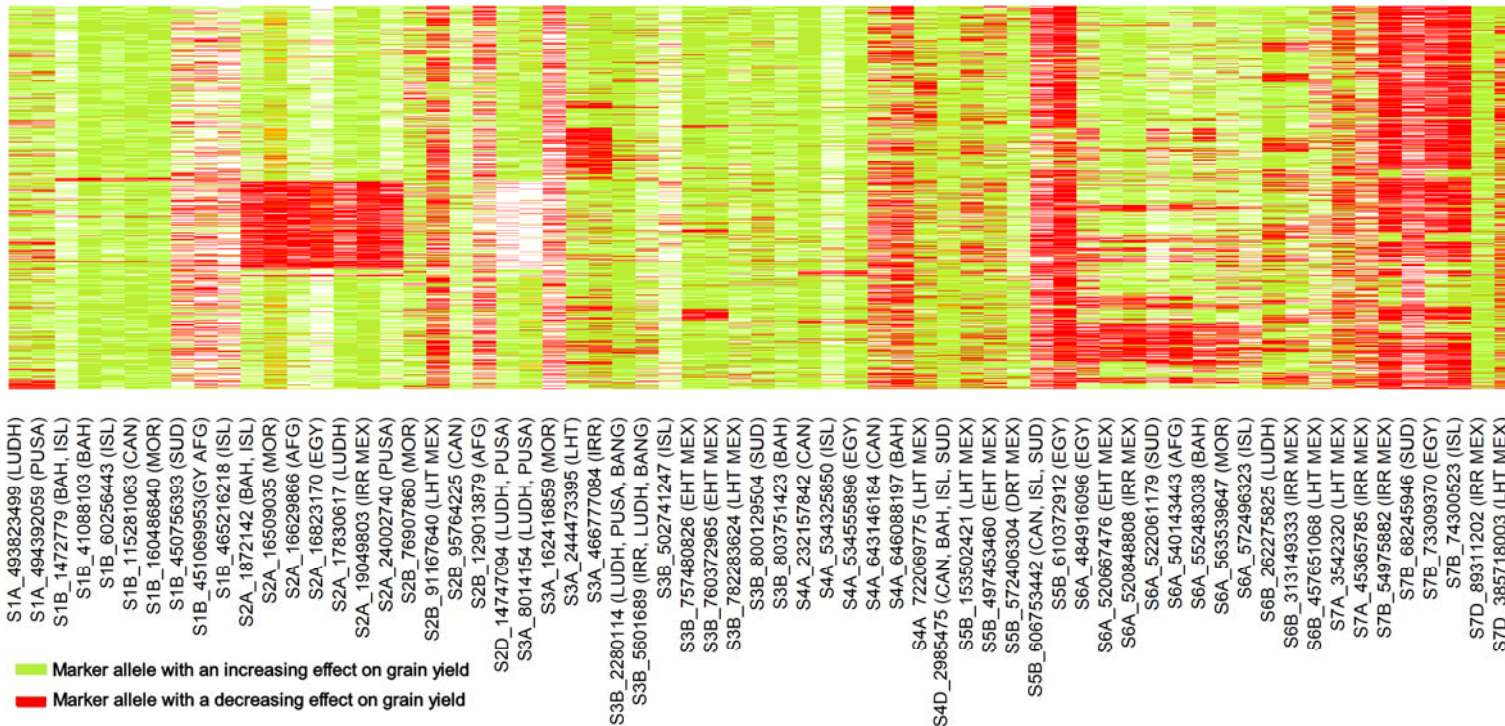 S1A_493823499 (LUDH)
S1A_494392059 (PUSA)
S1B_1472779 (BAH, ISL)
S1B_41088103 (BAH)
S1B_60256443 (ISL)
S1B_115281063 (CAN)
S1B_160486840 (MOR)
S1B_450756393 (SUD)
S1B_451069953(GY AFG)
S1B_465216218 (ISL)
S2A_18721142 (BAH, ISL)
S2A_16509035 (MOR)
S2A_16629866 (AFG)
S2A_16823170 (EGY)
S2A_17830617 (LUDH)
S2A_19049803 (IRR MEX)
S2A_24002740 (PUSA)
S2B_76907860 (MOR)
S2B_91167640 (LHT MEX)
S2B_95764225 (CAN)
S2B_129013879 (AFG)
S2D_14747094 (LUDH, PUSA)
S3A_8014154 (LUDH, PUSA)
S3A_162416859 (MOR)
S3A_244473395 (LHT)
S3A_466777084 (IRR)
S3B_2280114 (LUDH, PUSA, BANG)
S3B_5601689 (IRR, LUDH, BANG)
S3B_502741247 (ISL)
S3B_757480826 (EHT MEX)
S3B_760372965 (EHT MEX)
S3B_782283624 (LHT MEX)
S3B_800129504 (SUD)
S3B_803751423 (BAH)
S4A_232157842 (CAN)
S4A_534325850 (ISL)
S4A_534555896 (EGY)
S4A_643146184 (CAN)
S4A_646088197 (BAH)
S4A_722069775 (LHT MEX)
S4D_2985475 (CAN, BAH, ISL, SUD)
S5B_153502421 (LHT MEX)
S5B_497453460 (EHT MEX)
S5B_572406304 (DRT MEX)
S5B_606753442 (CAN, ISL, SUD)
S5B_610372912 (EGY)
S6A_484916096 (EGY)
S6A_520667476 (EHT MEX)
S6A_520848808 (IRR MEX)
S6A_522061179 (SUD)
S6A_540143443 (AFG)
S6A_552483038 (BAH)
S6A_563539647 (MOR)
S6A_572496323 (ISL)
S6B_262275825 (LUDH)
S6B_313149333 (IRR MEX)
S6B_457651068 (LHT MEX)
S7A_3542320 (LHT MEX)
S7A_45365785 (IRR MEX)
S7B_54975882 (IRR MEX)
S7B_68245946 (SUD)
S7B_73309370 (EGY)
S7B_74300523 (ISL)
S7D_89311202 (IRR MEX)
S7D_385718003 (LHT MEX)
Marker allele with an increasing effect on grain yield
Marker allele with a decreasing effect on grain yield